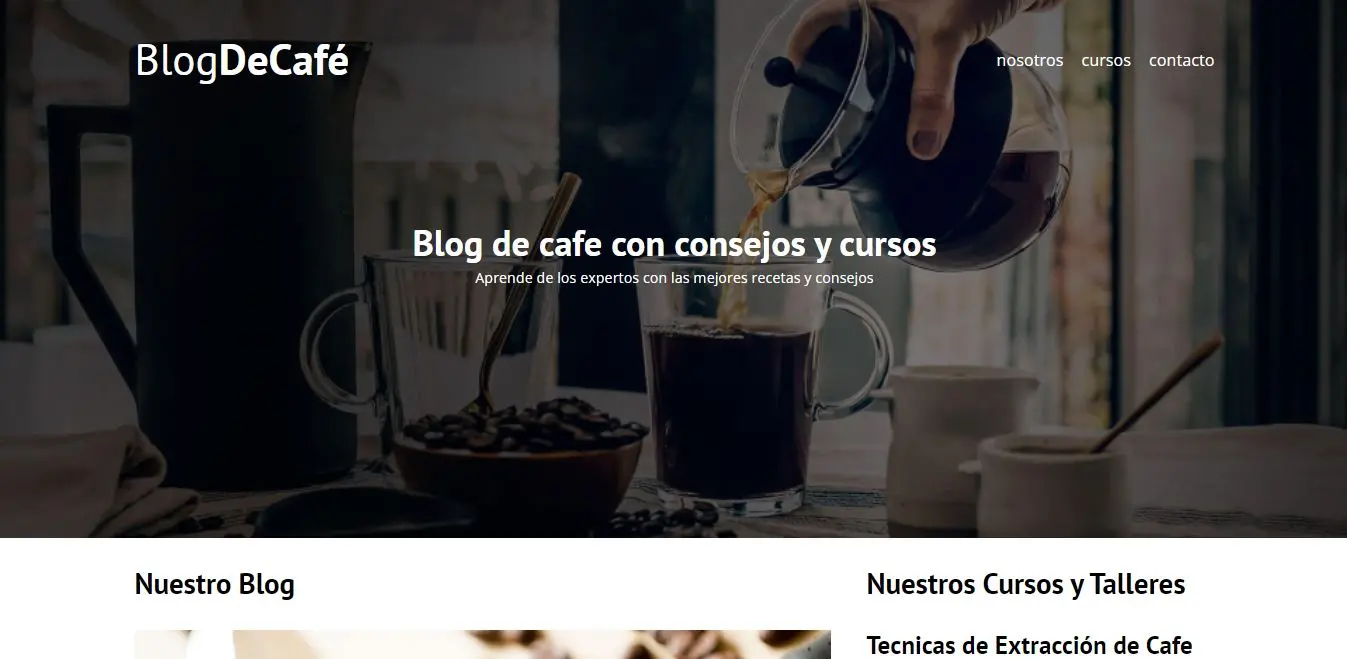 BlogDeCafé
nosotros cursos contacto
Blog de cafe con consejos y cursos
Aprende de los expertos con las mejores recetas y consejos
Nuestro Blog
Nuestros Cursos y Talleres
Tecnicas de Extracción de Cafe